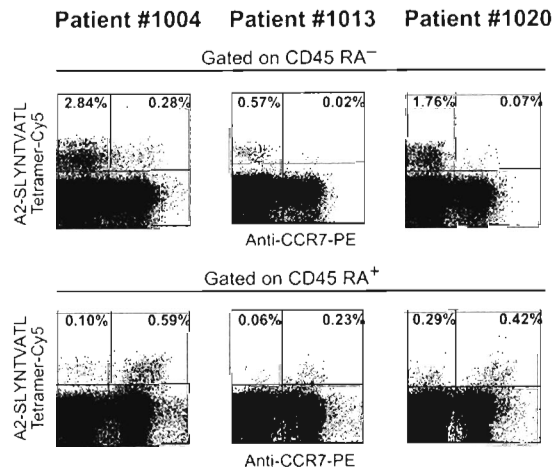 Patient #1004 Patient #1013 Patient #1020
Gated on CD45 RA⁻
2.84% 0.28% 0.57% 0.02% 1.76% 0.07%
A2-SLYNTVATL
Tetramer-Cy5
Anti-CCR7-PE
Gated on CD45 RA⁺
0.10% 0.59% 0.06% 0.23% 0.29% 0.42%
A2-SLYNTVATL
Tetramer-Cy5
Anti-CCR7-PE